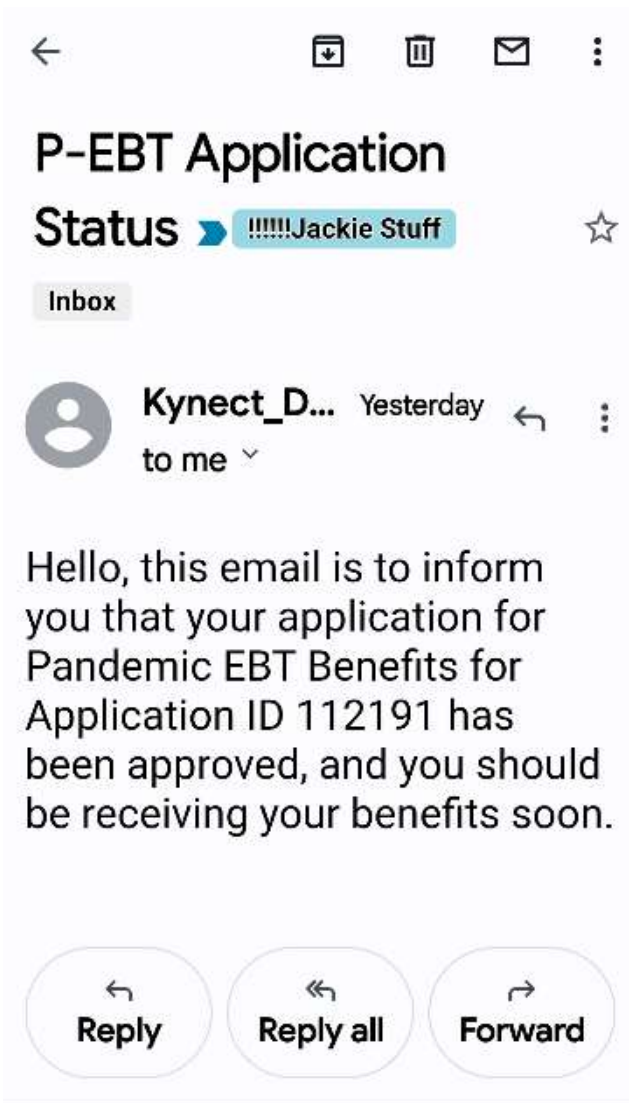 P-EBT Application
Status !!!!!!Jackie Stuff
Inbox
Kynect_D... Yesterday
to me
Hello, this email is to inform
you that your application for
Pandemic EBT Benefits for
Application ID 112191 has
been approved, and you should
be receiving your benefits soon.
Reply Reply all Forward